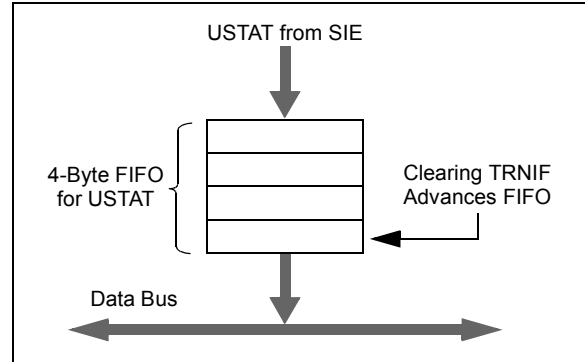 USTAT from SIE
4-Byte FIFO
for USTAT
Clearing TRNIF
Advances FIFO
Data Bus